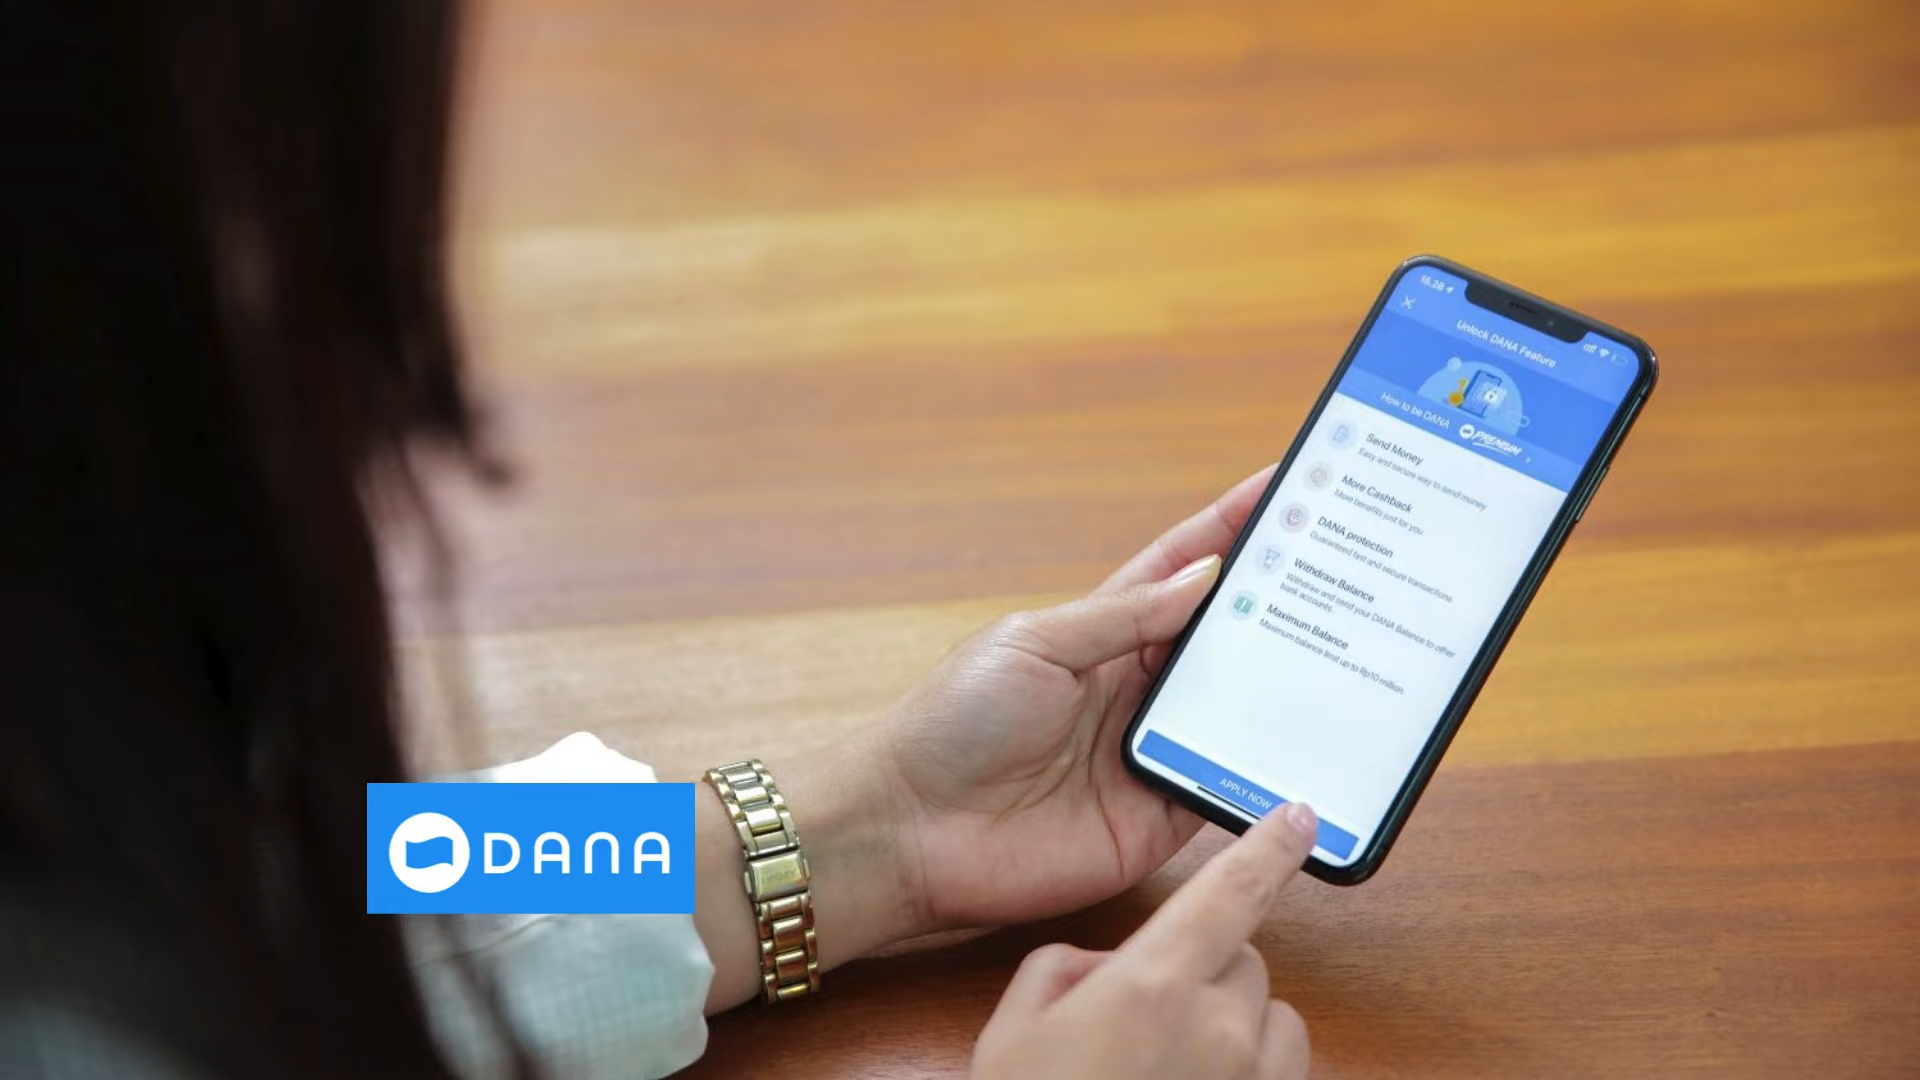 15.28
Unlock DANA Feature
How to be DANA PREMIUM
Send Money
Easy and secure way to send money
More Cashback
More benefits just for you
DANA protection
Guaranteed fast and secure transactions
Withdraw Balance
Withdraw and send your DANA Balance to other
bank accounts.
Maximum Balance
Maximum balance limit up to Rp10 million.
APPLY NOW
DANA